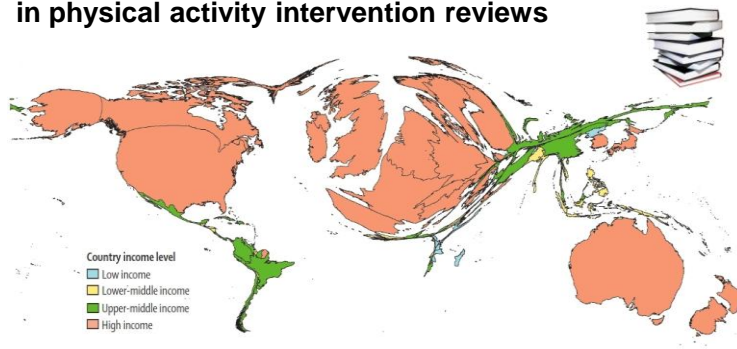 in physical activity intervention reviews
Country income level
Low income
Lower-middle income
Upper-middle income
High income